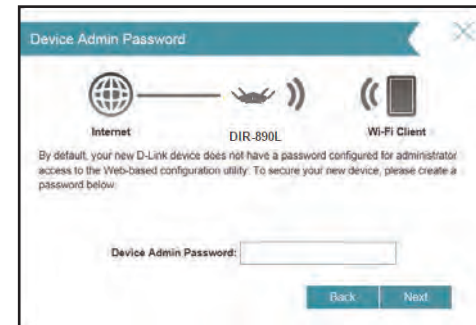 Device Admin Password
Internet
DIR-890L
Wi-Fi Client
By default, your new D-Link device does not have a password configured for administrator
access to the Web-based configuration utility. To secure your new device, please create a
password below.
Device Admin Password:
Back Next